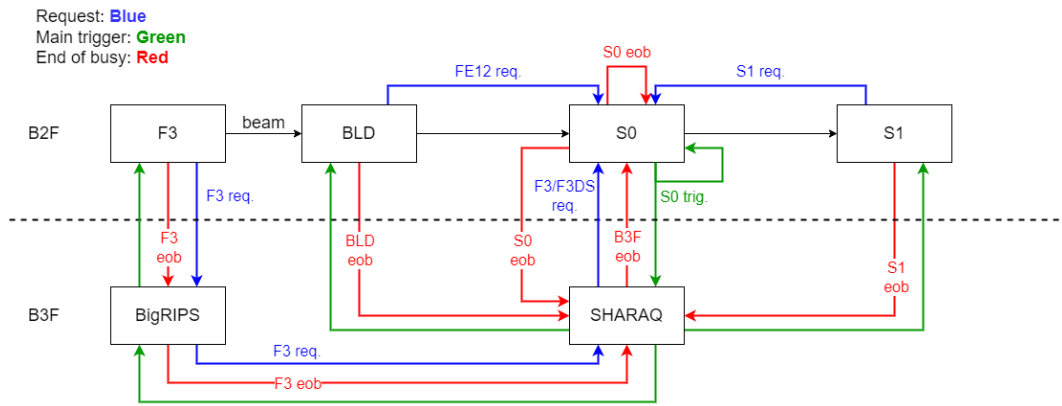 Request: Blue
Main trigger: Green
End of busy: Red
S0 eob
FE12 req.
S1 req.
B2F
F3
beam
BLD
S0
S1
F3 req.
F3/F3DS
req.
S0 trig.
F3
eob
BLD
eob
S0
eob
B3F
eob
S1
eob
B3F
BigRIPS
SHARAQ
F3 req.
F3 eob